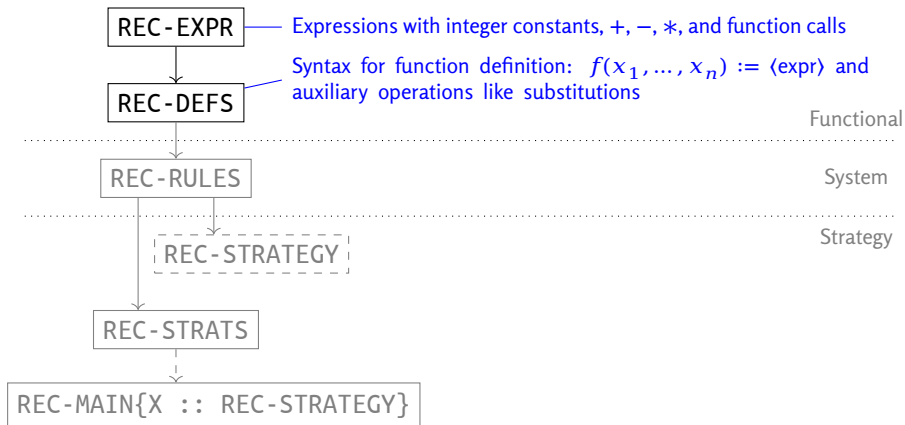 REC-EXPR
Expressions with integer constants, +, −, ∗, and function calls
REC-DEFS
Syntax for function definition: f(x₁, …, xₙ) := ⟨expr⟩ and
auxiliary operations like substitutions
Functional
REC-RULES
System
Strategy
REC-STRATEGY
REC-STRATS
REC-MAIN{X :: REC-STRATEGY}